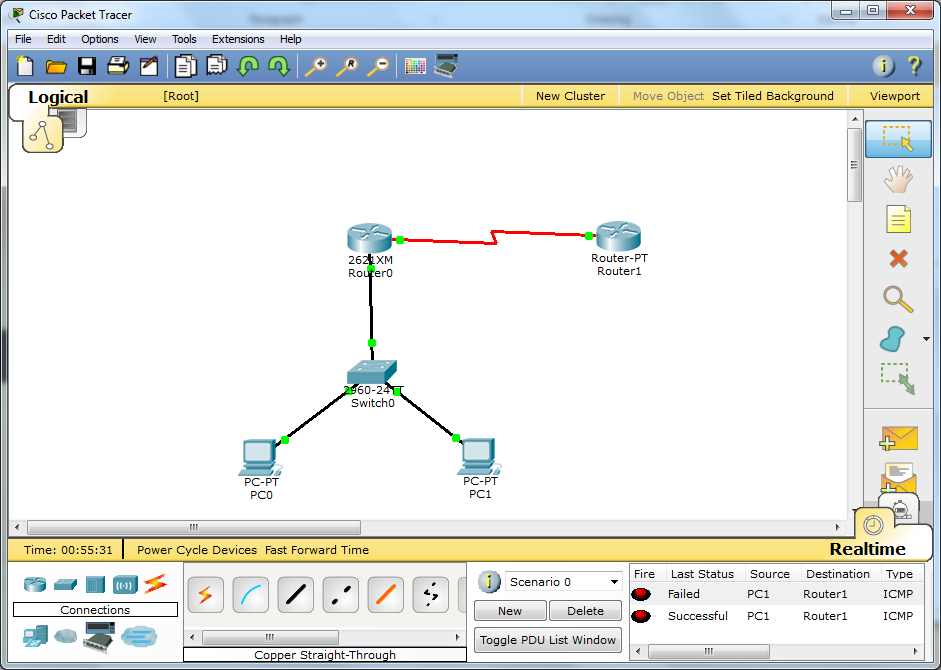 Cisco Packet Tracer
File Edit Options View Tools Extensions Help
Logical [Root] New Cluster Move Object Set Tiled Background Viewport
2621XM
Router0
Router-PT
Router1
2960-24TT
Switch0
PC-PT
PC0
PC-PT
PC1
Time: 00:55:31 Power Cycle Devices Fast Forward Time Realtime
Connections
Copper Straight-Through
Scenario 0
New Delete
Toggle PDU List Window
Fire Last Status Source Destination Type
Failed PC1 Router1 ICMP
Successful PC1 Router1 ICMP